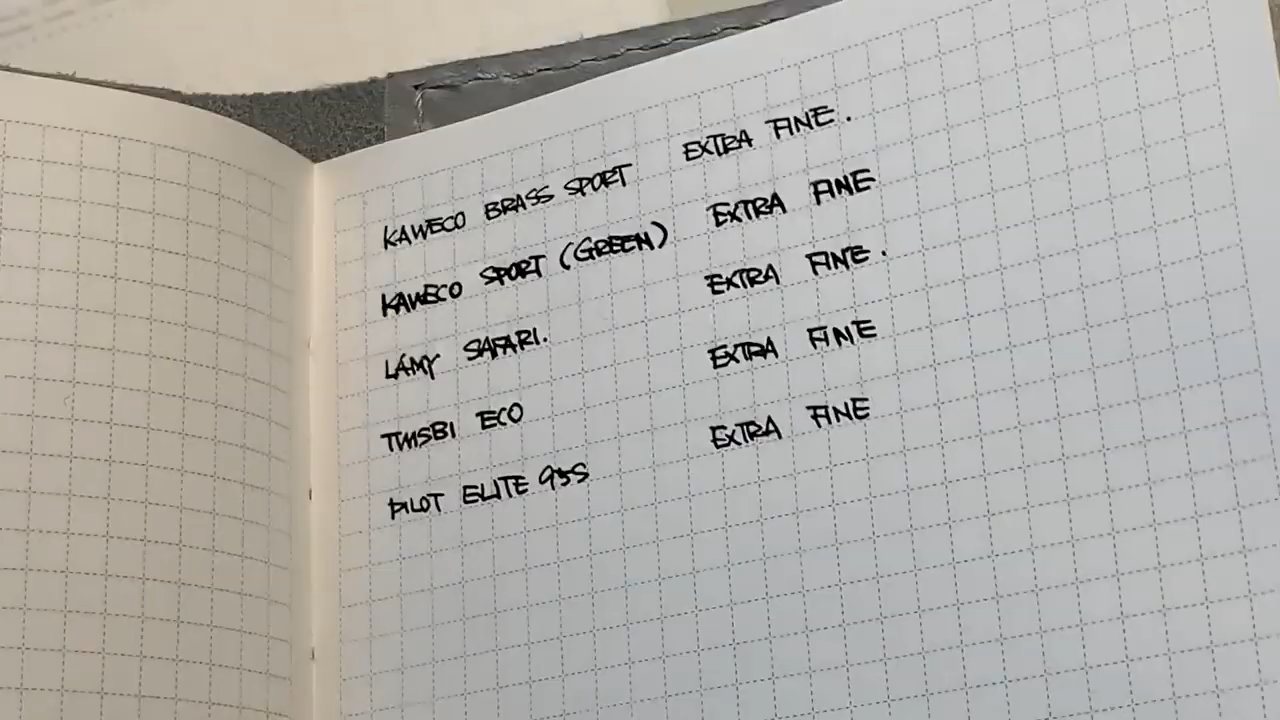 KAWECO BRASS SPORT EXTRA FINE.
KAWECO SPORT (GREEN) EXTRA FINE
LAMY SAFARI. EXTRA FINE.
TWSBI ECO EXTRA FINE
PILOT ELITE 95S EXTRA FINE